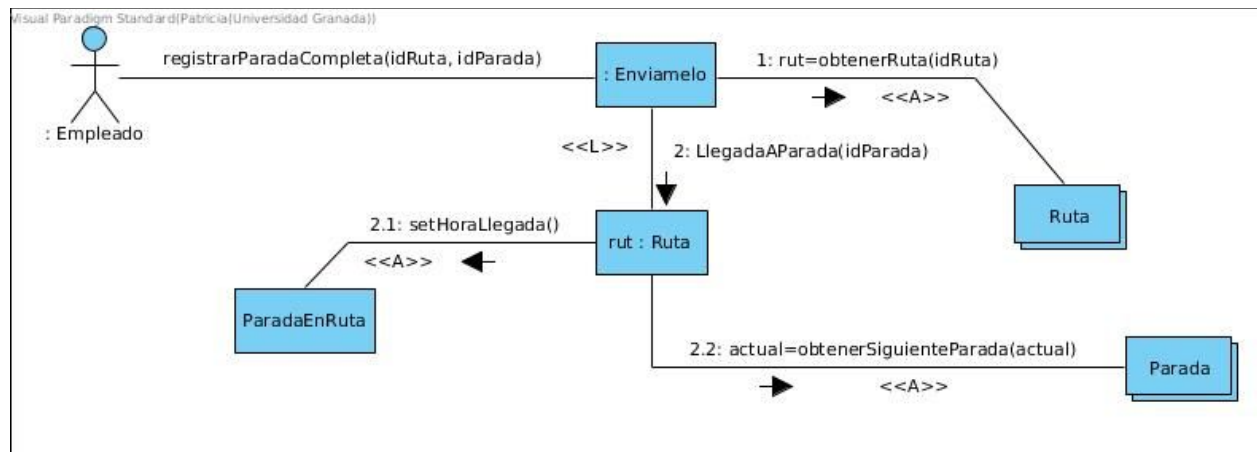 Visual Paradigm Standard(Patricia(Universidad Granada))
registrarParadaCompleta(idRuta, idParada)
: Enviamelo
1: rut=obtenerRuta(idRuta)
<<A>>
: Empleado
<<L>>
2: LlegadaAParada(idParada)
Ruta
2.1: setHoraLlegada()
rut : Ruta
<<A>>
ParadaEnRuta
2.2: actual=obtenerSiguienteParada(actual)
Parada
<<A>>